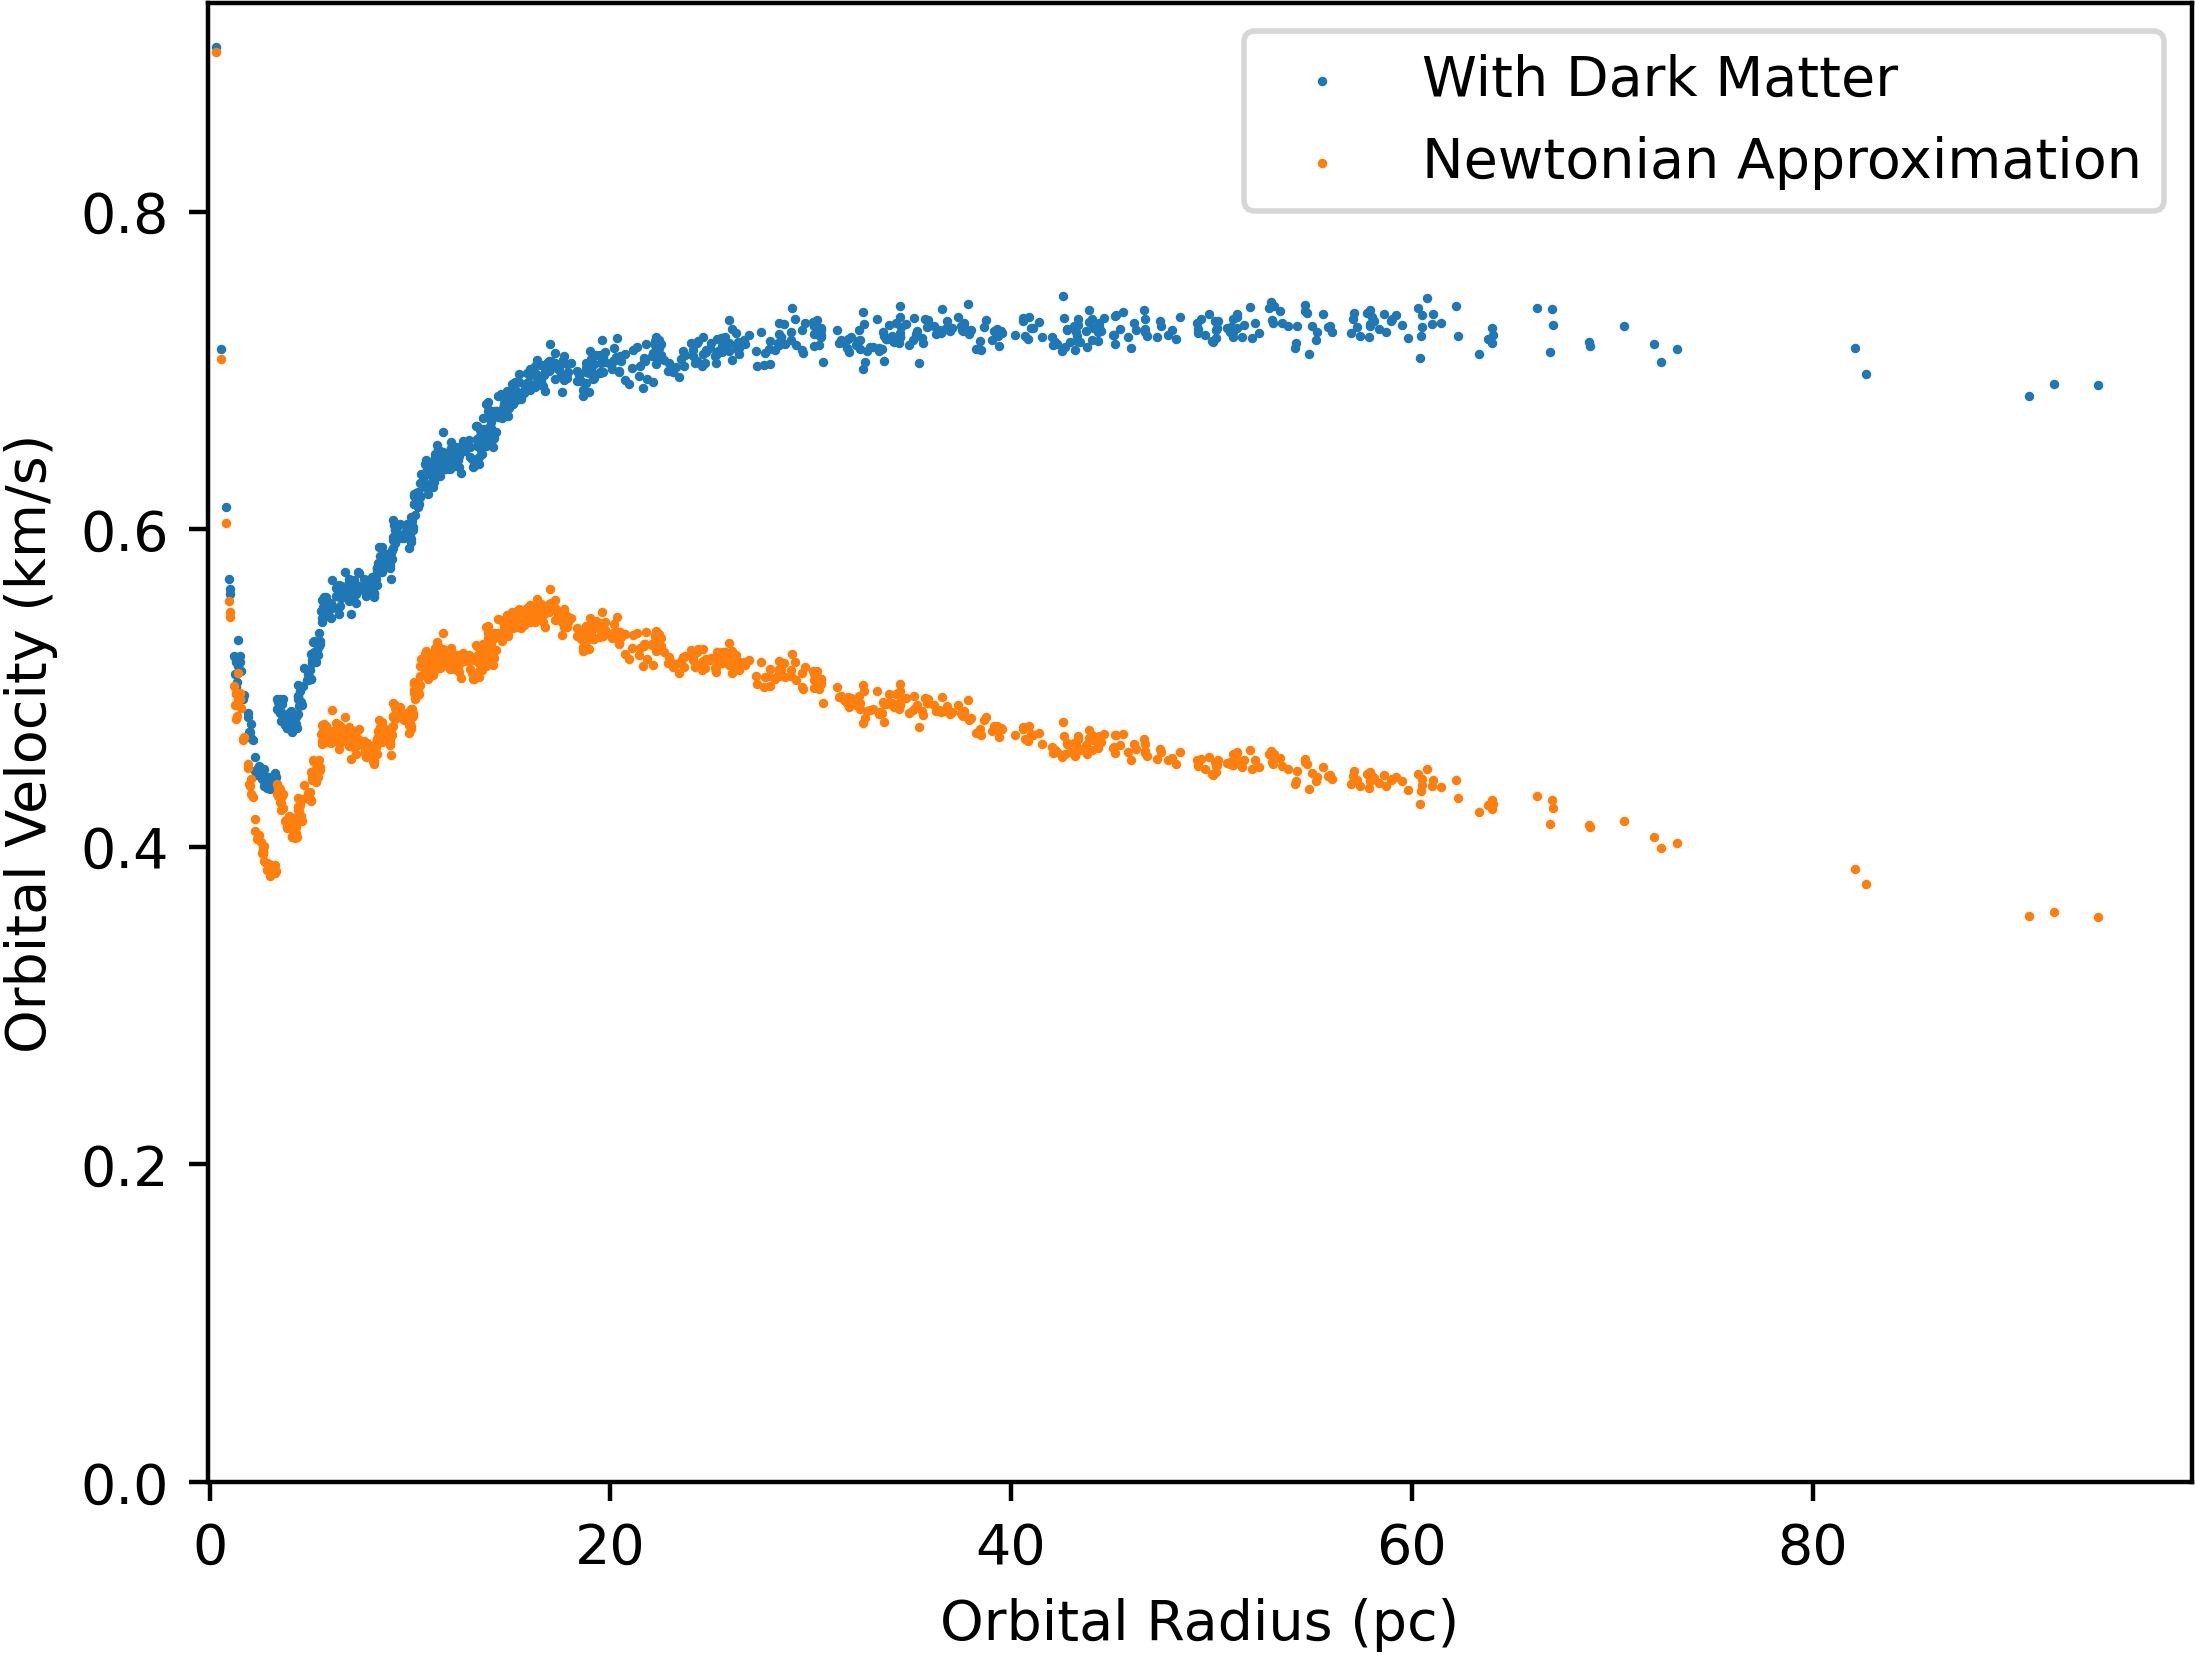 With Dark Matter
Newtonian Approximation
0.8
0.6
0.4
0.2
0.0
Orbital Velocity (km/s)
0 20 40 60 80
Orbital Radius (pc)